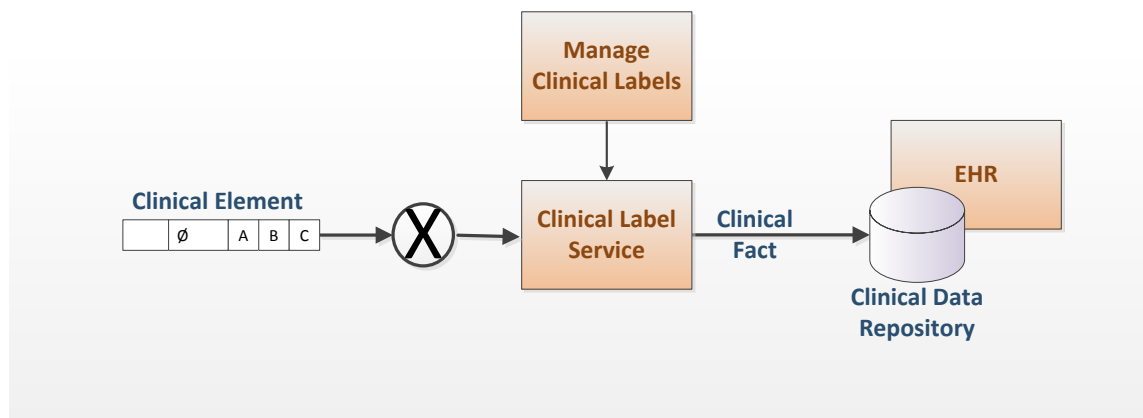 Manage
Clinical Labels
EHR
Clinical Element
Ø A B C
X
Clinical Label
Service
Clinical
Fact
Clinical Data
Repository